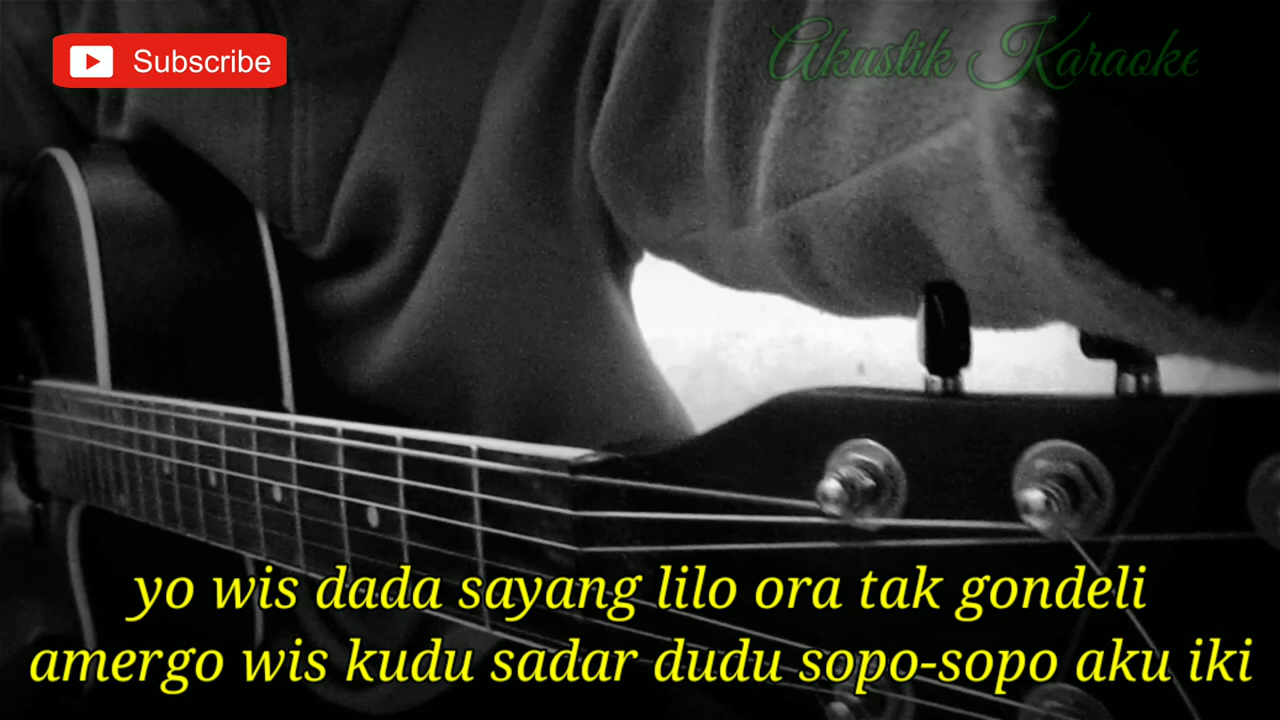 Subscribe
Akustik Karaoke
yo wis dada sayang lilo ora tak gondeli
amergo wis kudu sadar dudu sopo-sopo aku iki